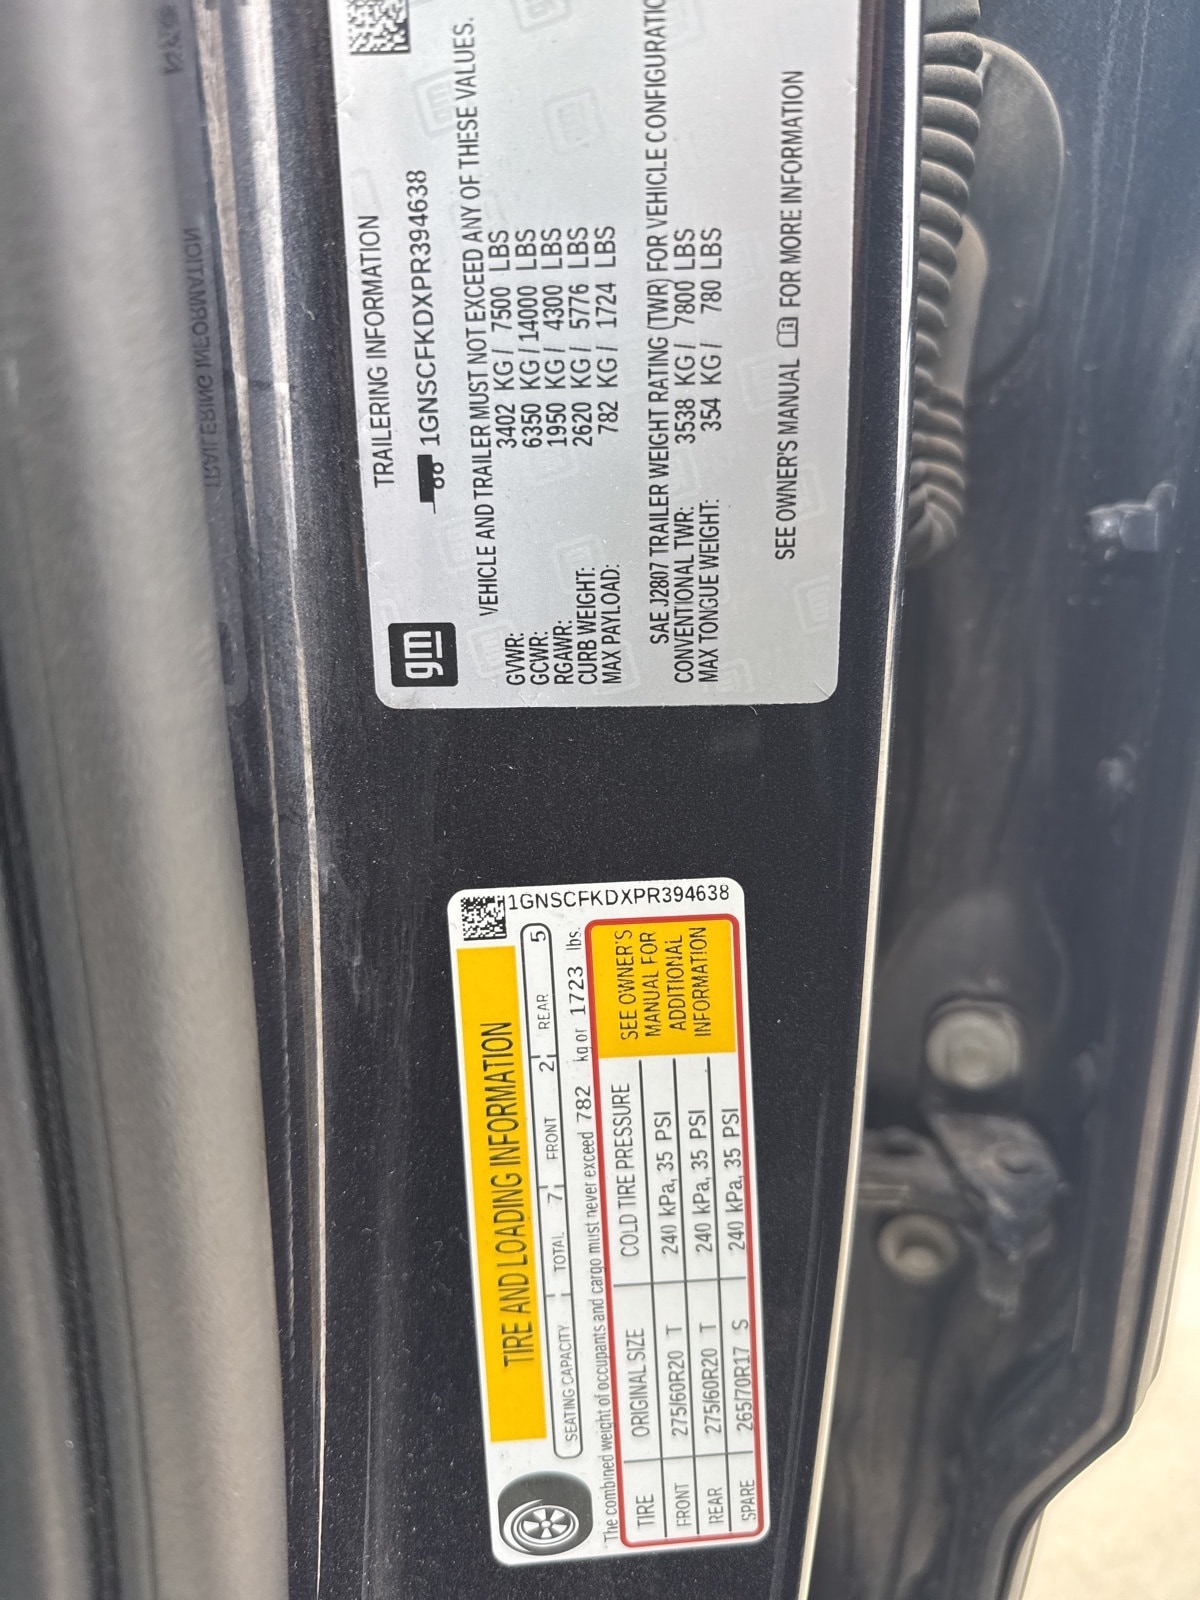 gm
TRAILERING INFORMATION
1GNSCFKDXPR394638
VEHICLE AND TRAILER MUST NOT EXCEED ANY OF THESE VALUES.
GVWR: 3402 KG / 7500 LBS
GCWR: 6350 KG / 14000 LBS
RGAWR: 1950 KG / 4300 LBS
CURB WEIGHT: 2620 KG / 5776 LBS
MAX PAYLOAD: 782 KG / 1724 LBS
SAE J2807 TRAILER WEIGHT RATING (TWR) FOR VEHICLE CONFIGURATIO
CONVENTIONAL TWR: 3538 KG / 7800 LBS
MAX TONGUE WEIGHT: 354 KG / 780 LBS
SEE OWNER'S MANUAL FOR MORE INFORMATION
TIRE AND LOADING INFORMATION
1GNSCFKDXPR394638
SEATING CAPACITY TOTAL 7 FRONT 2 REAR 5
The combined weight of occupants and cargo must never exceed 782 kg or 1723 lbs.
TIRE ORIGINAL SIZE COLD TIRE PRESSURE
FRONT 275/60R20 T 240 kPa, 35 PSI
REAR 275/60R20 T 240 kPa, 35 PSI
SPARE 265/70R17 S 240 kPa, 35 PSI
SEE OWNER'S
MANUAL FOR
ADDITIONAL
INFORMATION